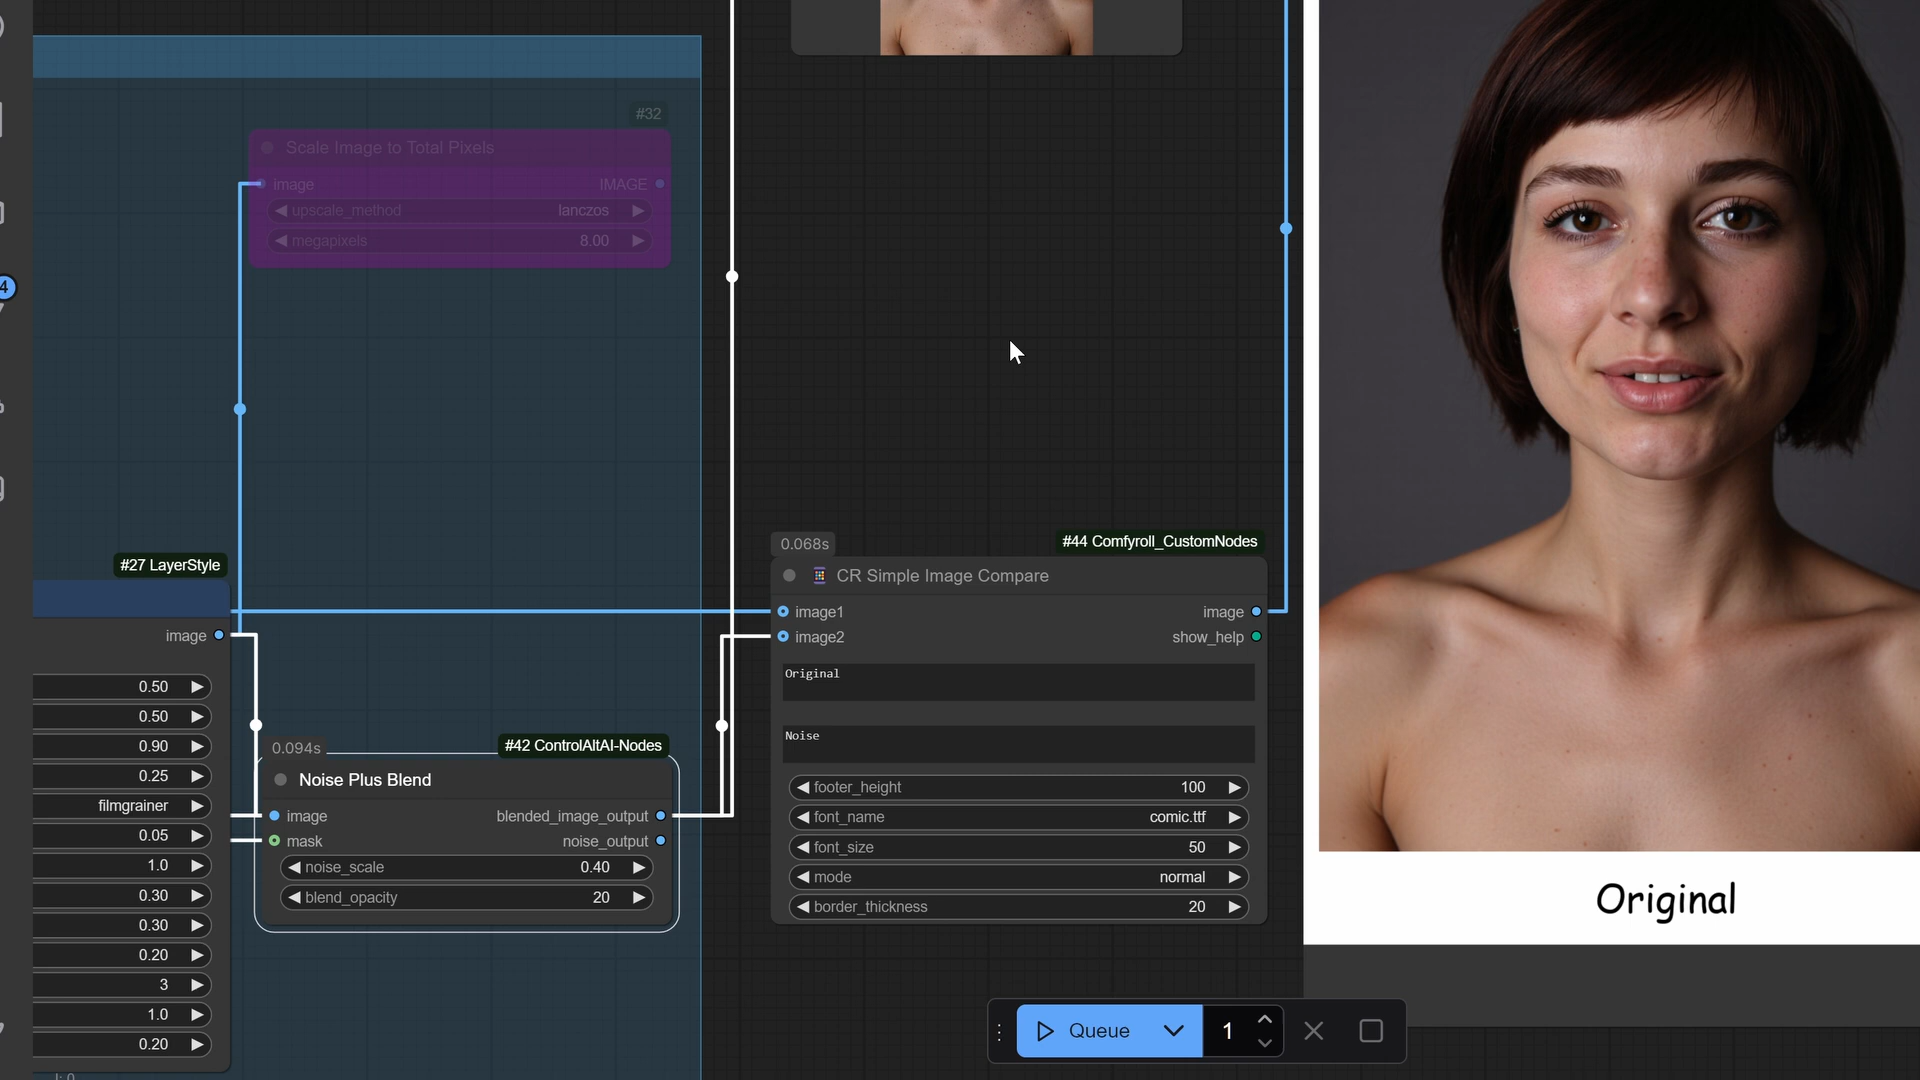 #32
Scale Image to Total Pixels
image IMAGE
upscale_method lanczos
megapixels 8.00
4
#27 LayerStyle
image
0.50
0.50
0.90
0.25
filmgrainer
0.05
1.0
0.30
0.30
0.20
3
1.0
0.20
0.094s
#42 ControlAltAI-Nodes
Noise Plus Blend
image blended_image_output
mask noise_output
noise_scale 0.40
blend_opacity 20
0.068s
#44 Comfyroll_CustomNodes
CR Simple Image Compare
image1 image
image2 show_help
Original
Noise
footer_height 100
font_name comic.ttf
font_size 50
mode normal
border_thickness 20
Original
Queue 1